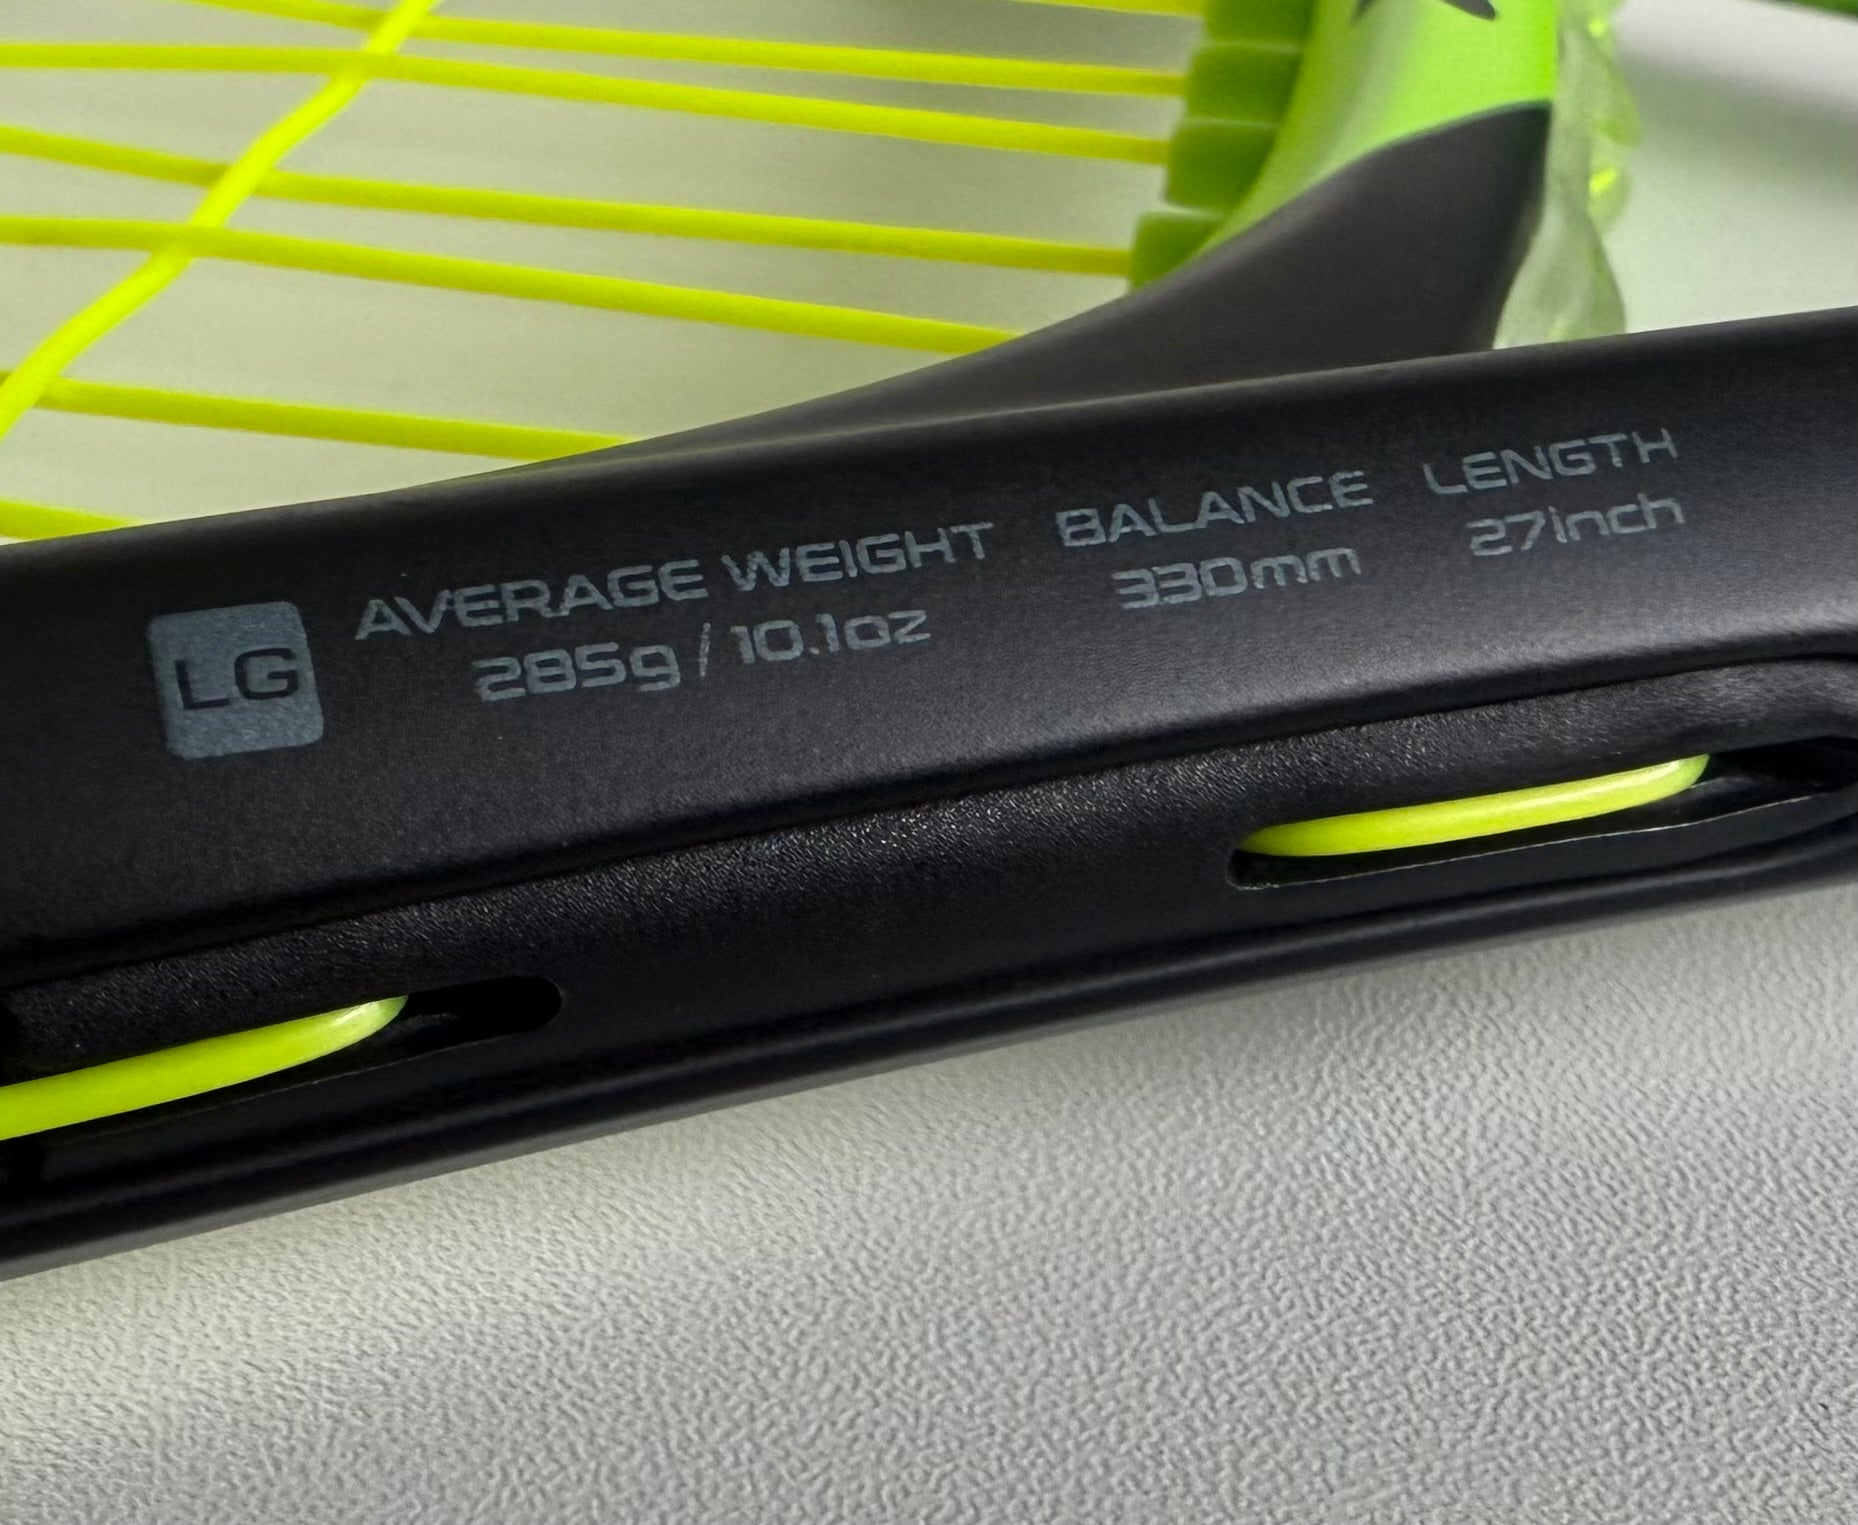 LG
AVERAGE WEIGHT BALANCE LENGTH
285g / 10.1oz 330mm 27inch